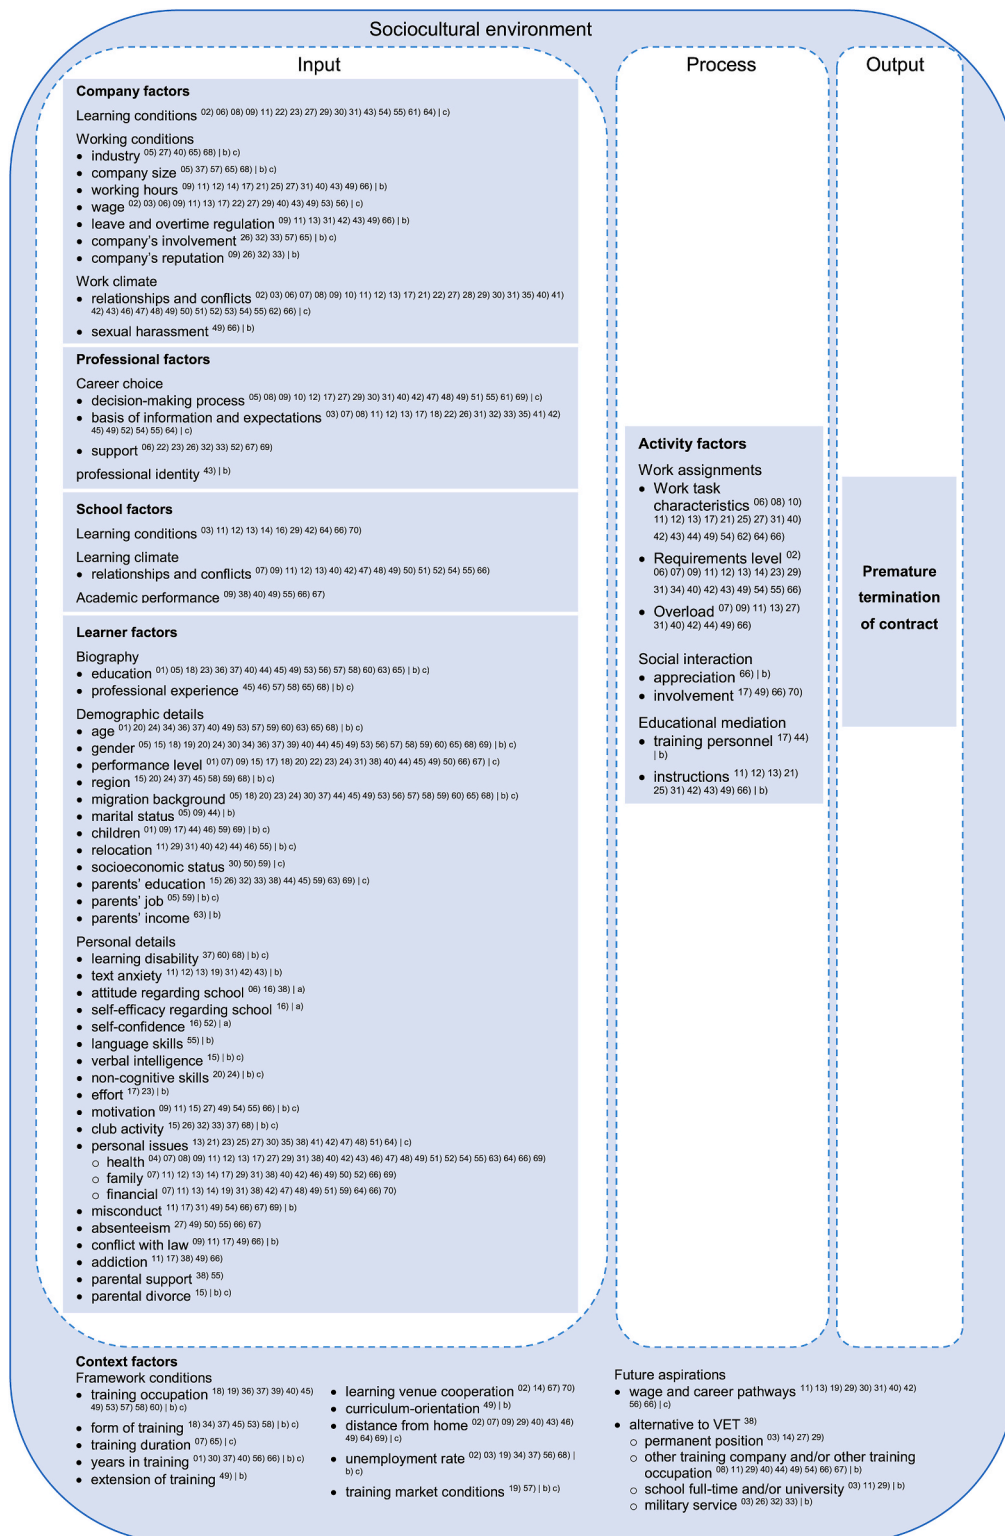 Sociocultural environment
Input
Company factors
Learning conditions 02) 06) 08) 09) 11) 22) 23) 27) 29) 30) 31) 43) 54) 55) 61) 64) | c)
Working conditions
• industry 05) 27) 40) 65) 68) | b) c)
• company size 05) 37) 57) 65) 68) | b) c)
• working hours 09) 11) 12) 14) 17) 21) 25) 27) 31) 40) 43) 49) 66) | b)
• wage 02) 03) 06) 09) 11) 13) 17) 22) 27) 29) 40) 43) 49) 53) 56) | c)
• leave and overtime regulation 09) 11) 13) 31) 42) 43) 49) 66) | b)
• company's involvement 26) 32) 33) 57) 65) | b) c)
• company's reputation 09) 26) 32) 33) | b)
Work climate
• relationships and conflicts 02) 03) 06) 07) 08) 09) 10) 11) 12) 13) 17) 21) 22) 27) 28) 29) 30) 31) 35) 40) 41)
42) 43) 46) 47) 48) 49) 50) 51) 52) 53) 54) 55) 62) 66) | c)
• sexual harassment 49) 66) | b)
Professional factors
Career choice
• decision-making process 05) 08) 09) 10) 12) 17) 27) 29) 30) 31) 40) 42) 47) 48) 49) 51) 55) 61) 69) | c)
• basis of information and expectations 03) 07) 08) 11) 12) 13) 17) 18) 22) 26) 31) 32) 33) 35) 41) 42)
45) 49) 52) 54) 55) 64) | c)
• support 06) 22) 23) 26) 32) 33) 52) 67) 69)
professional identity 43) | b)
School factors
Learning conditions 03) 11) 12) 13) 14) 16) 29) 42) 64) 66) 70)
Learning climate
• relationships and conflicts 07) 09) 11) 12) 13) 40) 42) 47) 48) 49) 50) 51) 52) 54) 55) 66)
Academic performance 09) 38) 40) 49) 55) 66) 67)
Learner factors
Biography
• education 01) 05) 18) 23) 36) 37) 40) 44) 45) 49) 53) 56) 57) 58) 60) 63) 65) | b) c)
• professional experience 45) 46) 57) 58) 65) 68) | b) c)
Demographic details
• age 01) 20) 24) 34) 36) 37) 40) 49) 53) 57) 59) 60) 63) 65) 68) | b) c)
• gender 05) 15) 18) 19) 20) 24) 30) 34) 36) 37) 39) 40) 44) 45) 49) 53) 56) 57) 58) 59) 60) 65) 68) 69) | b) c)
• performance level 01) 07) 09) 15) 17) 18) 20) 22) 23) 24) 31) 38) 40) 44) 45) 49) 50) 66) 67) | c)
• region 15) 20) 24) 37) 45) 58) 59) 68) | b) c)
• migration background 05) 18) 20) 23) 24) 30) 37) 44) 45) 49) 53) 56) 57) 58) 59) 60) 65) 68) | b) c)
• marital status 05) 09) 44) | b)
• children 01) 09) 17) 44) 46) 59) 69) | b) c)
• relocation 11) 29) 31) 40) 42) 44) 46) 55) | b) c)
• socioeconomic status 30) 50) 59) | c)
• parents' education 15) 26) 32) 33) 38) 44) 45) 59) 63) 69) | c)
• parents' job 05) 59) | b) c)
• parents' income 63) | b)
Personal details
• learning disability 37) 60) 68) | b) c)
• text anxiety 11) 12) 13) 19) 31) 42) 43) | b)
• attitude regarding school 06) 16) 38) | a)
• self-efficacy regarding school 16) | a)
• self-confidence 16) 52) | a)
• language skills 55) | b)
• verbal intelligence 15) | b) c)
• non-cognitive skills 20) 24) | b) c)
• effort 17) 23) | b)
• motivation 09) 11) 15) 27) 49) 54) 55) 66) | b) c)
• club activity 15) 26) 32) 33) 37) 68) | b) c)
• personal issues 13) 21) 23) 25) 27) 30) 35) 38) 41) 42) 47) 48) 51) 64) | c)
o health 04) 07) 08) 09) 11) 12) 13) 17) 27) 29) 31) 38) 40) 42) 43) 46) 47) 48) 49) 51) 52) 54) 55) 63) 64) 66) 69)
o family 07) 11) 12) 13) 14) 17) 29) 31) 38) 40) 42) 46) 49) 50) 52) 66) 69)
o financial 07) 11) 13) 14) 19) 31) 38) 42) 47) 48) 49) 51) 59) 64) 66) 70)
• misconduct 11) 17) 31) 49) 54) 66) 67) 69) | b)
• absenteeism 27) 49) 50) 55) 66) 67)
• conflict with law 09) 11) 17) 49) 66) | b)
• addiction 11) 17) 38) 49) 66)
• parental support 38) 55)
• parental divorce 15) | b) c)
Process
Activity factors
Work assignments
• Work task
characteristics 06) 08) 10)
11) 12) 13) 17) 21) 25) 27) 31) 40)
42) 43) 44) 49) 54) 62) 64) 66)
• Requirements level 02)
06) 07) 09) 11) 12) 13) 14) 23) 29)
31) 34) 40) 42) 43) 49) 54) 55) 66)
• Overload 07) 09) 11) 13) 27)
31) 40) 42) 44) 49) 66)
Social interaction
• appreciation 66) | b)
• involvement 17) 49) 66) 70)
Educational mediation
• training personnel 17) 44)
| b)
• instructions 11) 12) 13) 21)
25) 31) 42) 43) 49) 66) | b)
Output
Premature
termination
of contract
Context factors
Framework conditions
• training occupation 18) 19) 36) 37) 39) 40) 45)
49) 53) 57) 58) 60) | b) c)
• form of training 18) 34) 37) 45) 53) 58) | b) c)
• training duration 07) 65) | c)
• years in training 01) 30) 37) 40) 56) 66) | b) c)
• extension of training 49) | b)
• learning venue cooperation 02) 14) 67) 70)
• curriculum-orientation 49) | b)
• distance from home 02) 07) 09) 29) 40) 43) 46)
49) 64) 69) | c)
• unemployment rate 02) 03) 19) 34) 37) 56) 68) |
b) c)
• training market conditions 19) 57) | b) c)
Future aspirations
• wage and career pathways 11) 13) 19) 29) 30) 31) 40) 42)
56) 66) | c)
• alternative to VET 38)
o permanent position 03) 14) 27) 29)
o other training company and/or other training
occupation 08) 11) 29) 40) 44) 49) 54) 66) 67) | b)
o school full-time and/or university 03) 11) 29) | b)
o military service 03) 26) 32) 33) | b)